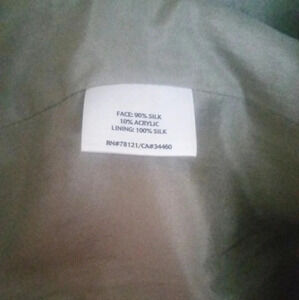 FACE: 90% SILK
10% ACRYLIC
LINING: 100% SILK
RN#78121/CA#34460